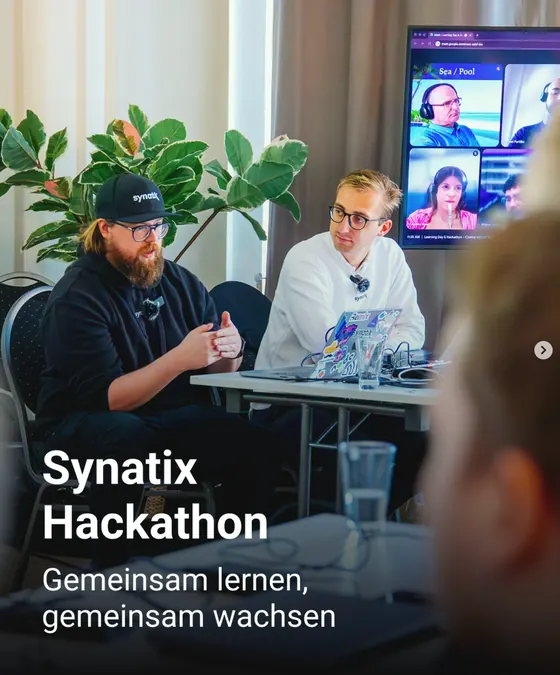 Sea / Pool
synatix
Synatix
Hackathon
Gemeinsam lernen,
gemeinsam wachsen